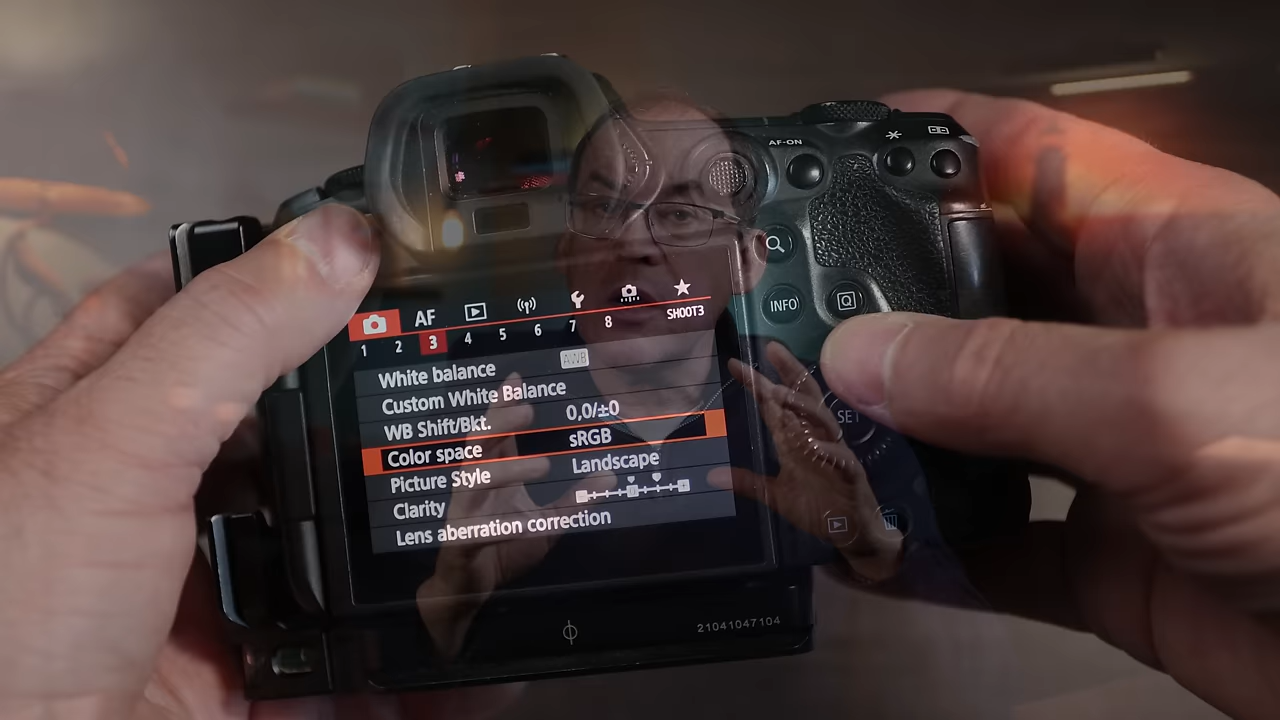 AF-ON
INFO
Q
SET
AF
SHOOT3
1 2 3 4 5 6 7 8
White balance AWB
Custom White Balance
WB Shift/Bkt. 0,0/±0
Color space sRGB
Picture Style Landscape
Clarity
Lens aberration correction
21041047104